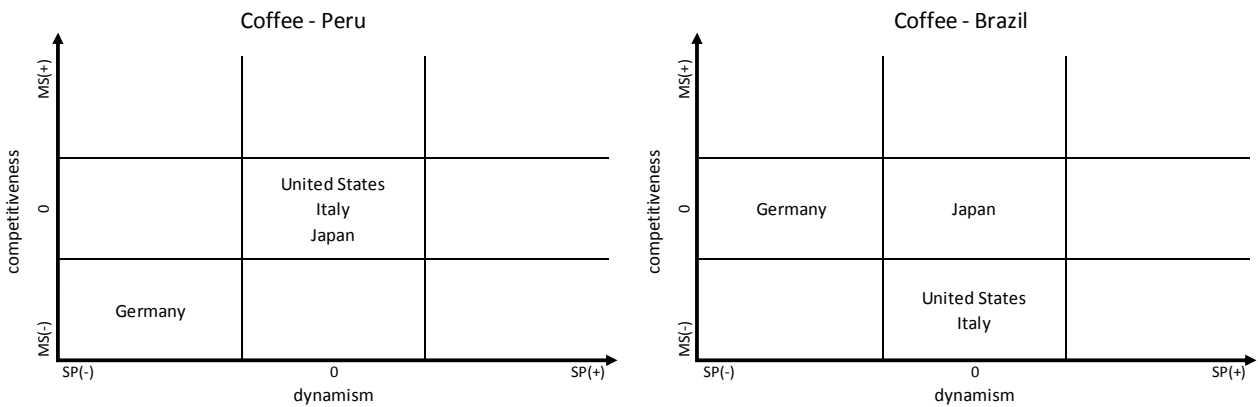 Coffee - Peru
MS(+)
competitiveness
0
MS(-)
United States
Italy
Japan
Germany
SP(-)
0
SP(+)
dynamism
Coffee - Brazil
MS(+)
competitiveness
0
MS(-)
Germany
Japan
United States
Italy
SP(-)
0
SP(+)
dynamism